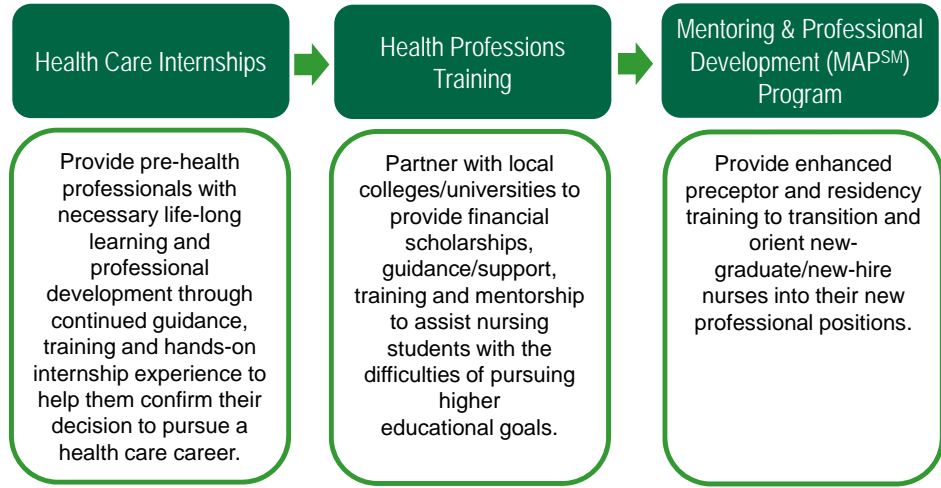 Health Care Internships
Provide pre-health
professionals with
necessary life-long
learning and
professional
development through
continued guidance,
training and hands-on
internship experience to
help them confirm their
decision to pursue a
health care career.
Health Professions
Training
Partner with local
colleges/universities to
provide financial
scholarships,
guidance/support,
training and mentorship
to assist nursing
students with the
difficulties of pursuing
higher
educational goals.
Mentoring & Professional
Development (MAP℠)
Program
Provide enhanced
preceptor and residency
training to transition and
orient new-
graduate/new-hire
nurses into their new
professional positions.